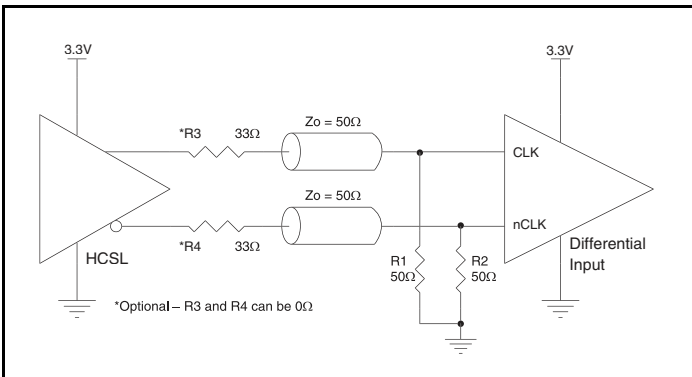 3.3V
3.3V
*R3 33Ω
Zo = 50Ω
CLK
Zo = 50Ω
nCLK
*R4 33Ω
HCSL
R1
50Ω
R2
50Ω
Differential
Input
*Optional – R3 and R4 can be 0Ω